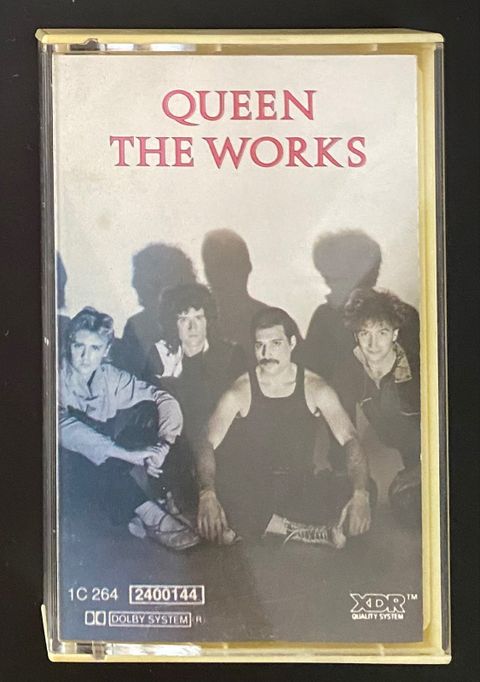 QUEEN
THE WORKS
1C 264 2400144
DOLBY SYSTEM R
XDR™
QUALITY SYSTEM